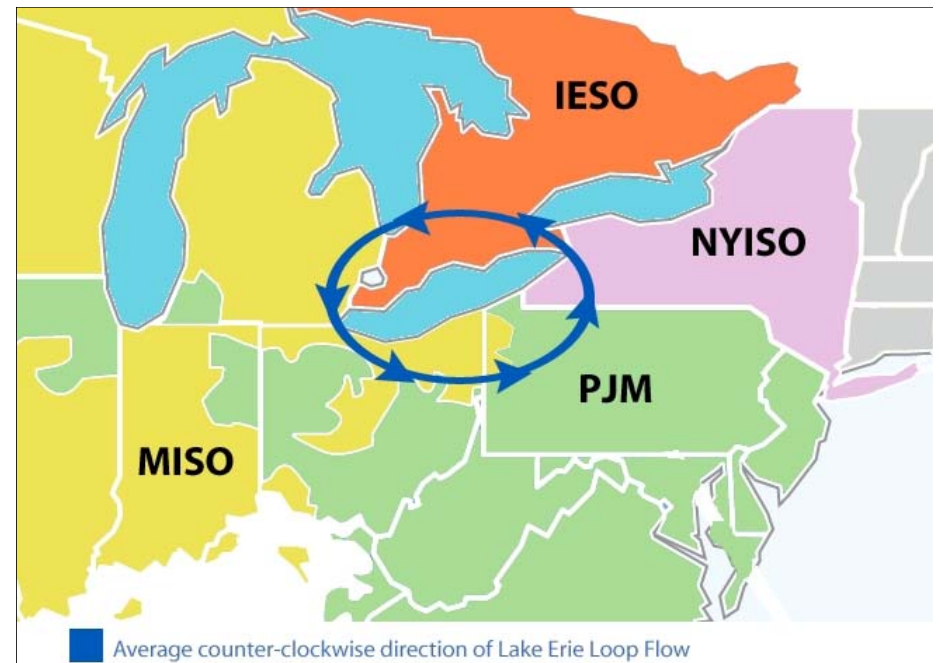 IESO
NYISO
PJM
MISO
Average counter-clockwise direction of Lake Erie Loop Flow